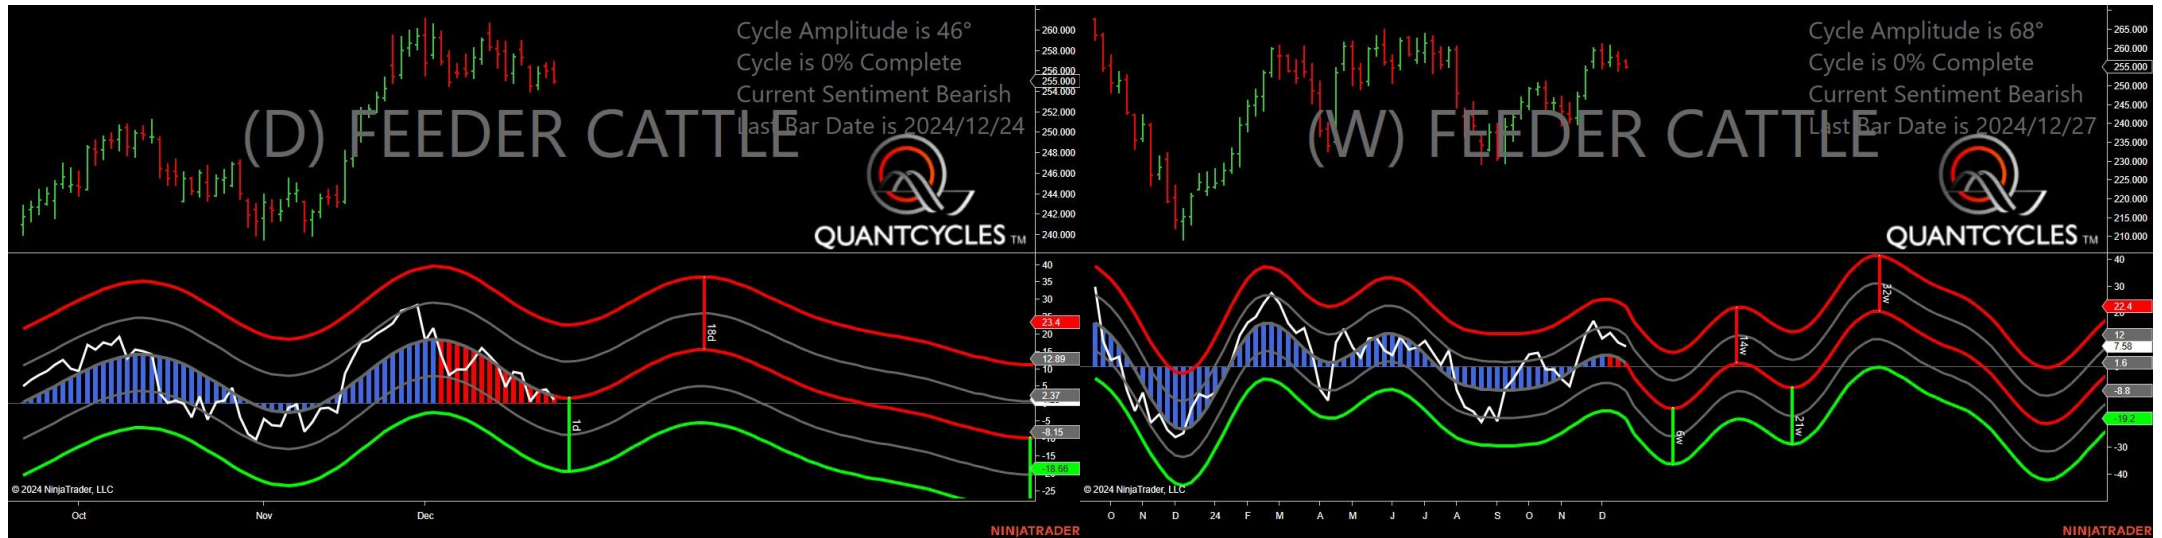 Cycle Amplitude is 46°
Cycle is 0% Complete
Current Sentiment Bearish
Last Bar Date is 2024/12/24
(D) FEEDER CATTLE
QUANTCYCLES TM
260.000
258.000
256.000
255.000
254.000
252.000
250.000
248.000
246.000
244.000
242.000
240.000
40
35
30
23.4
20
15
12.89
10
5
2.37
-5
-8.15
-10
-15
-18.66
-25
18d
1d
© 2024 NinjaTrader, LLC
Oct Nov Dec
NINJATRADER
Cycle Amplitude is 68°
Cycle is 0% Complete
Current Sentiment Bearish
Last Bar Date is 2024/12/27
(W) FEEDER CATTLE
QUANTCYCLES TM
265.000
260.000
255.000
250.000
245.000
240.000
235.000
230.000
225.000
220.000
215.000
210.000
40
30
22.4
20
12
7.58
1.6
-8.8
-19.2
-30
-40
6w
14w
21w
32w
© 2024 NinjaTrader, LLC
O N D 24 F M A M J J A S O N D
NINJATRADER